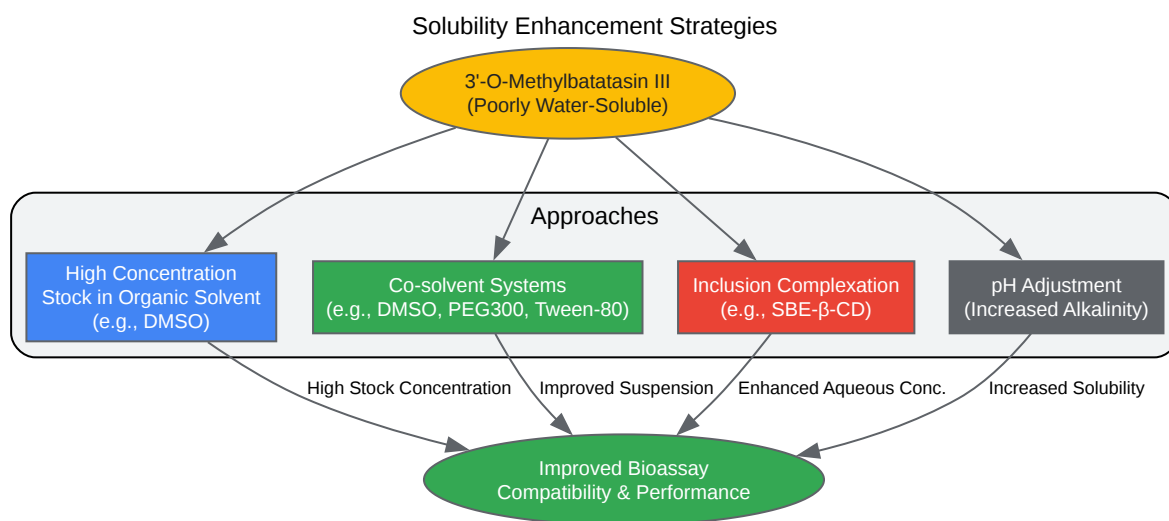 Solubility Enhancement Strategies
3'-O-Methylbatatasin III
(Poorly Water-Soluble)
Approaches
High Concentration
Stock in Organic Solvent
(e.g., DMSO)
Co-solvent Systems
(e.g., DMSO, PEG300, Tween-80)
Inclusion Complexation
(e.g., SBE-β-CD)
pH Adjustment
(Increased Alkalinity)
High Stock Concentration
Improved Suspension
Enhanced Aqueous Conc.
Increased Solubility
Improved Bioassay
Compatibility & Performance